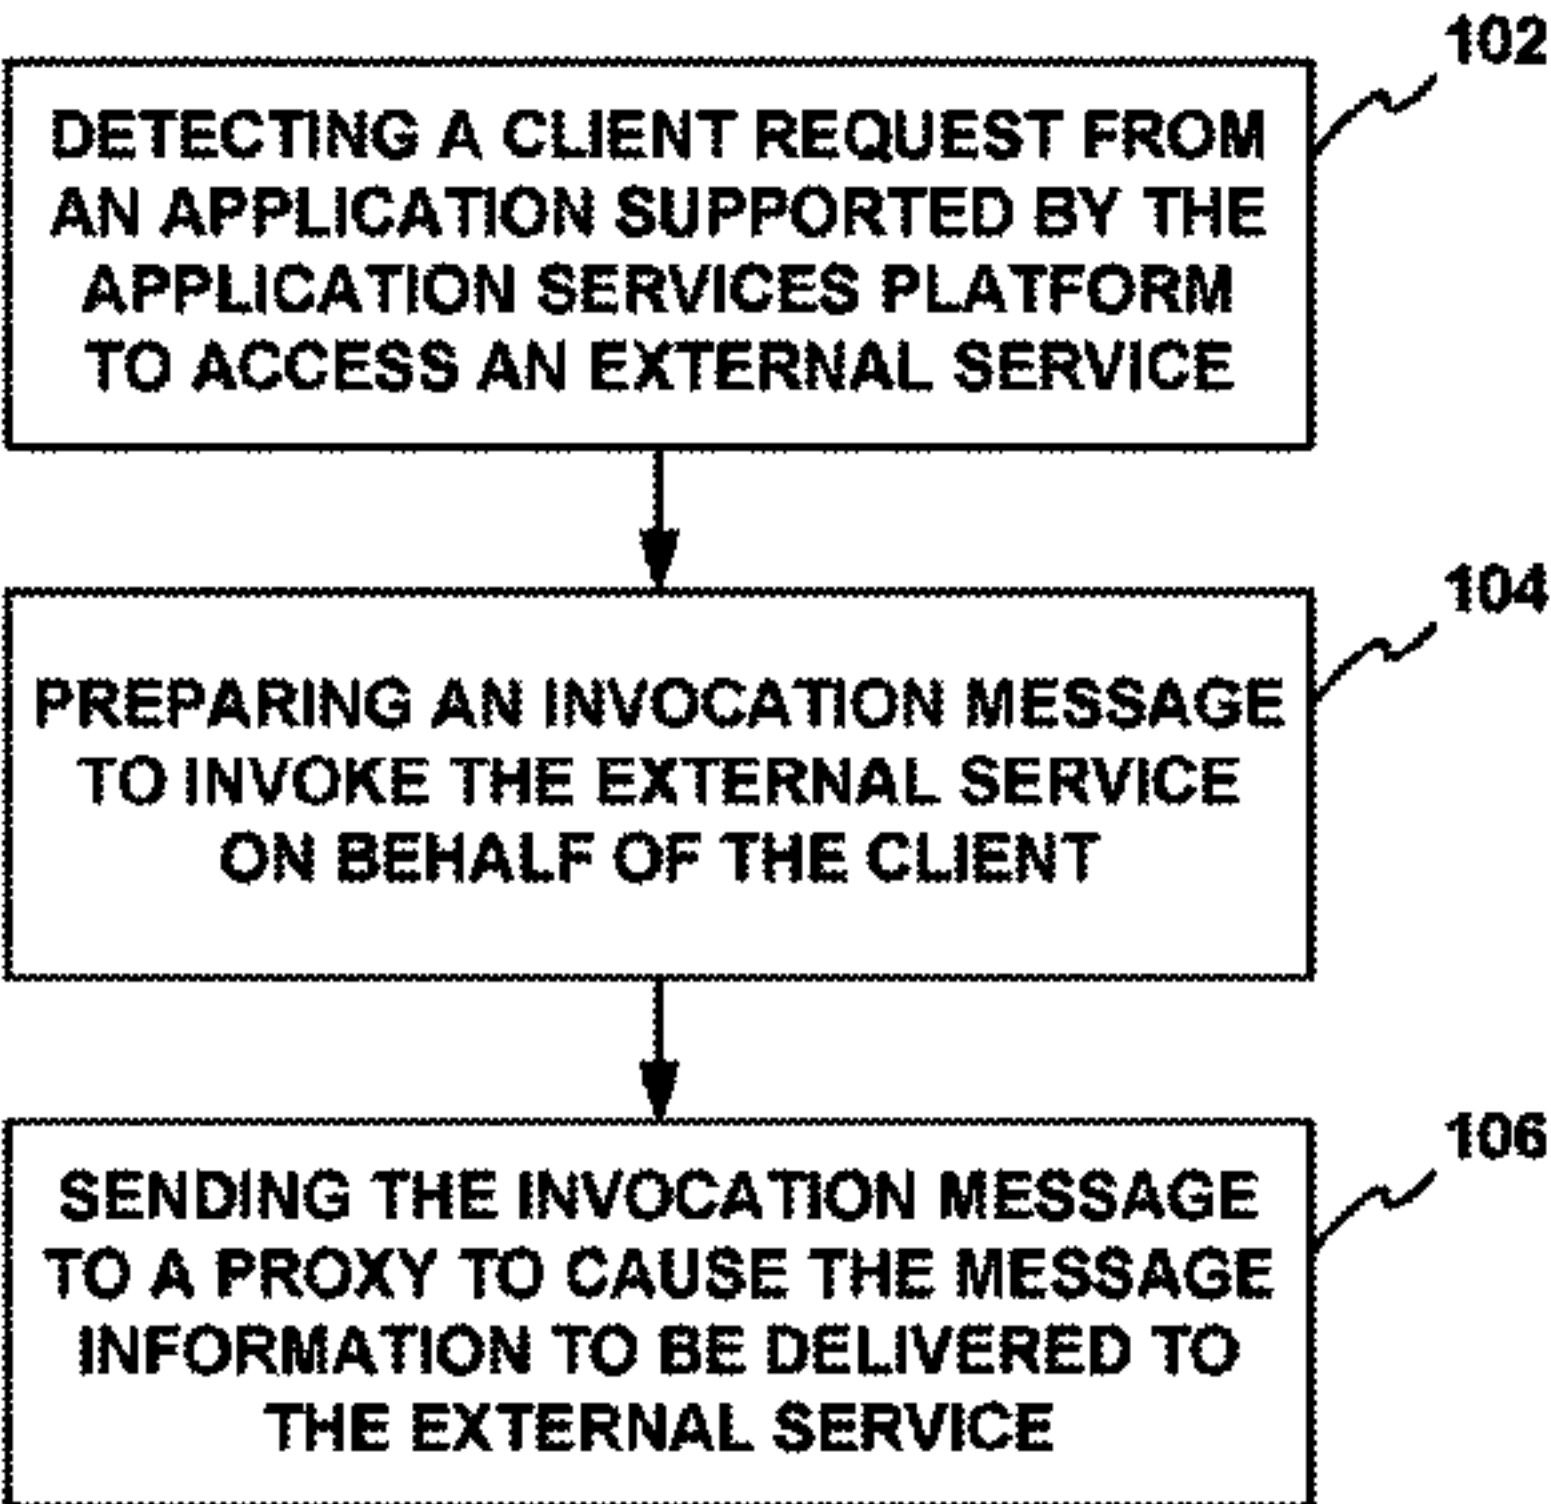 102
DETECTING A CLIENT REQUEST FROM
AN APPLICATION SUPPORTED BY THE
APPLICATION SERVICES PLATFORM
TO ACCESS AN EXTERNAL SERVICE
104
PREPARING AN INVOCATION MESSAGE
TO INVOKE THE EXTERNAL SERVICE
ON BEHALF OF THE CLIENT
106
SENDING THE INVOCATION MESSAGE
TO A PROXY TO CAUSE THE MESSAGE
INFORMATION TO BE DELIVERED TO
THE EXTERNAL SERVICE